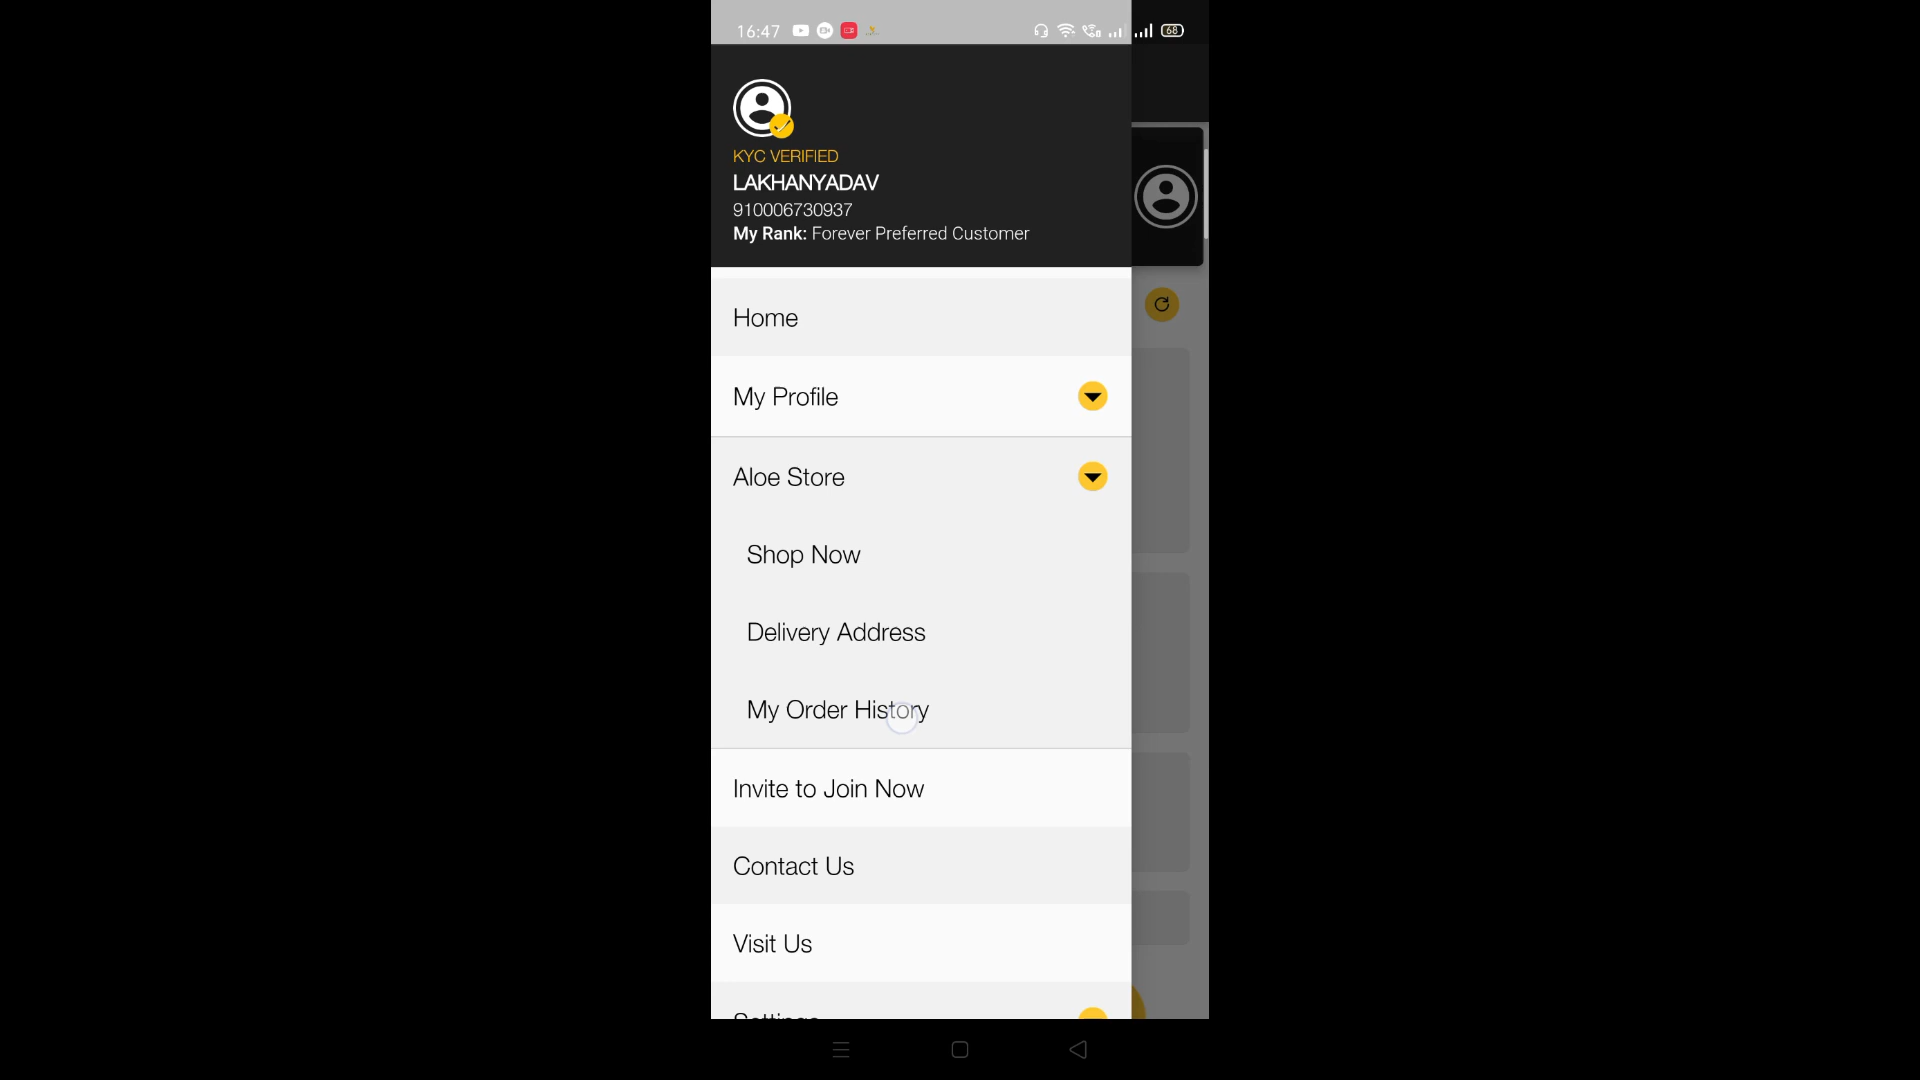 16:47
68
KYC VERIFIED
LAKHANYADAV
910006730937
My Rank: Forever Preferred Customer
Home
My Profile
Aloe Store
Shop Now
Delivery Address
My Order History
Invite to Join Now
Contact Us
Visit Us
Settings